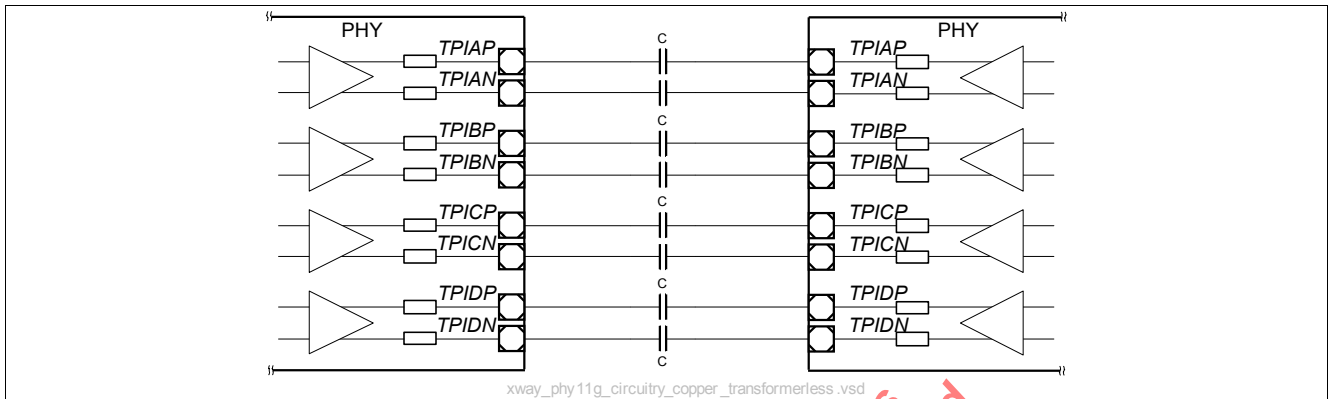 PHY PHY
C
TPIAP TPIAP
TPIAN TPIAN
C
TPIBP TPIBP
TPIBN TPIBN
C
TPICP TPICP
TPICN TPICN
C
TPIDP TPIDP
TPIDN TPIDN
C
xway_phy11g_circuitry_copper_transformerless.vsd